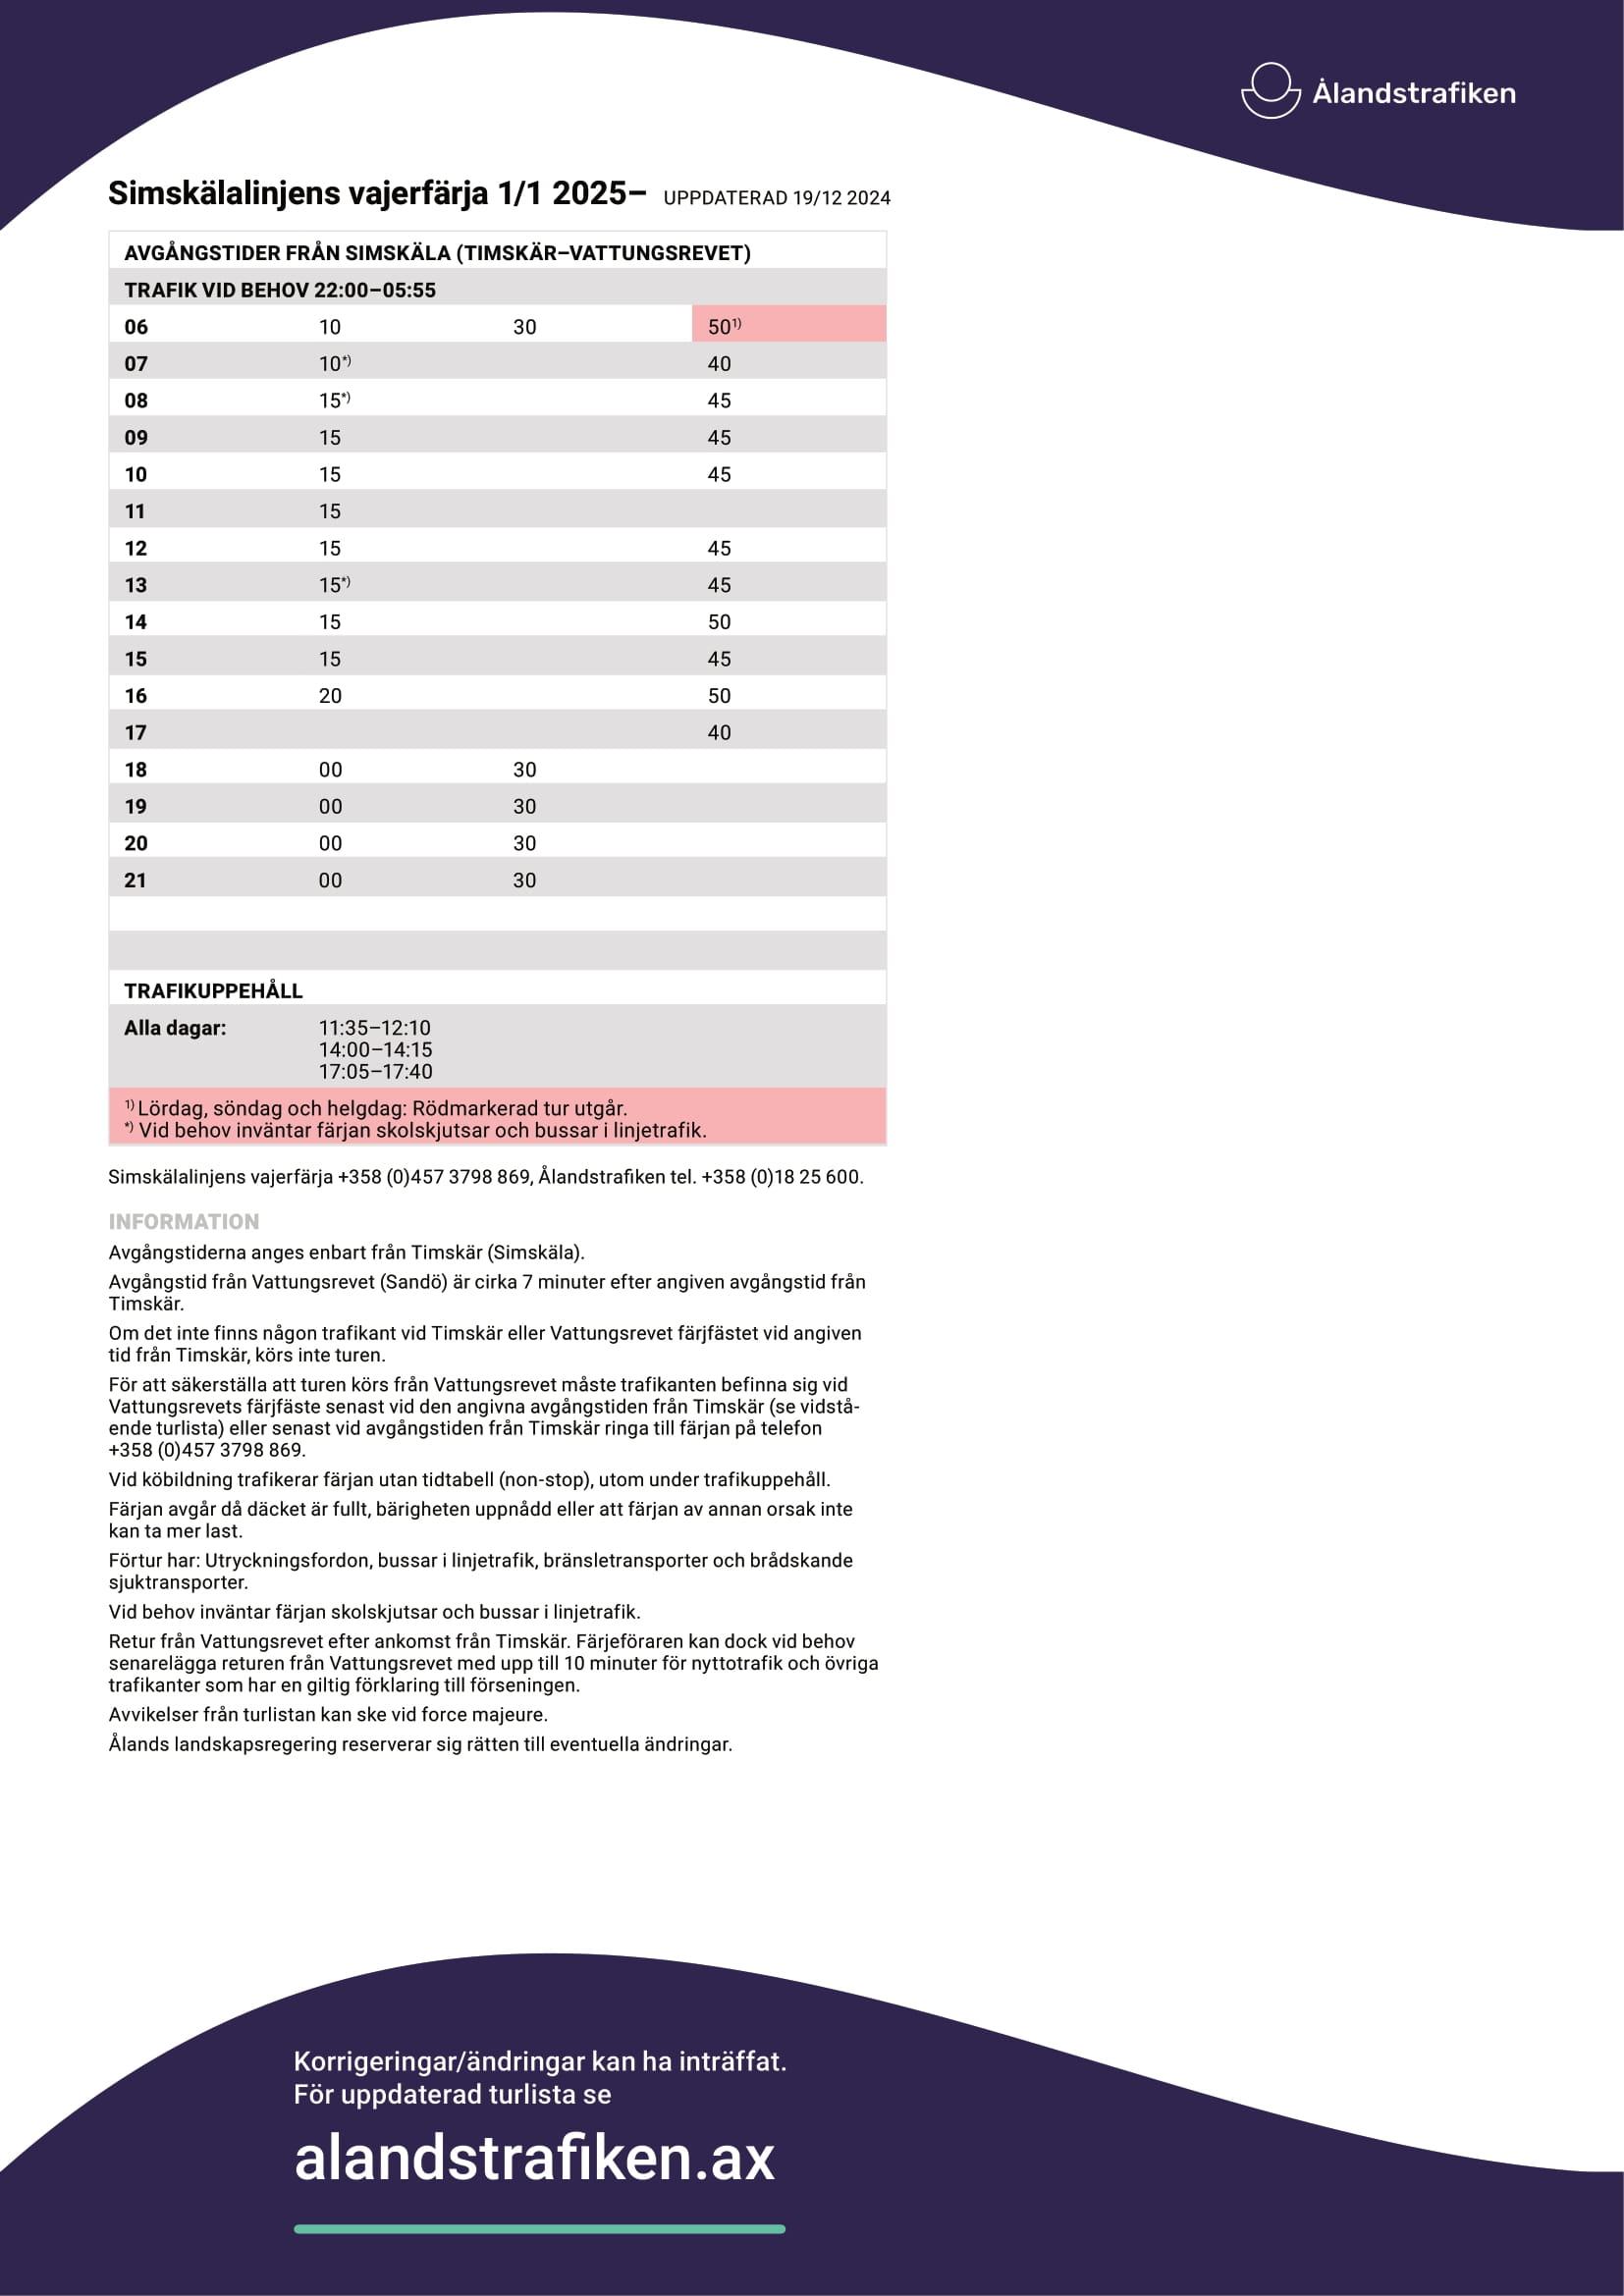 Ålandstrafiken
Simskälalinjens vajerfärja 1/1 2025– UPPDATERAD 19/12 2024
AVGÅNGSTIDER FRÅN SIMSKÄLA (TIMSKÄR–VATTUNGSREVET)
TRAFIK VID BEHOV 22:00–05:55
06 10 30 50¹⁾
07 10*⁾ 40
08 15*⁾ 45
09 15 45
10 15 45
11 15
12 15 45
13 15*⁾ 45
14 15 50
15 15 45
16 20 50
17 40
18 00 30
19 00 30
20 00 30
21 00 30
TRAFIKUPPEHÅLL
Alla dagar: 11:35–12:10
14:00–14:15
17:05–17:40
¹⁾ Lördag, söndag och helgdag: Rödmarkerad tur utgår.
*⁾ Vid behov inväntar färjan skolskjutsar och bussar i linjetrafik.
Simskälalinjens vajerfärja +358 (0)457 3798 869, Ålandstrafiken tel. +358 (0)18 25 600.
INFORMATION
Avgångstiderna anges enbart från Timskär (Simskäla).
Avgångstid från Vattungsrevet (Sandö) är cirka 7 minuter efter angiven avgångstid från
Timskär.
Om det inte finns någon trafikant vid Timskär eller Vattungsrevet färjfästet vid angiven
tid från Timskär, körs inte turen.
För att säkerställa att turen körs från Vattungsrevet måste trafikanten befinna sig vid
Vattungsrevets färjfäste senast vid den angivna avgångstiden från Timskär (se vidstå-
ende turlista) eller senast vid avgångstiden från Timskär ringa till färjan på telefon
+358 (0)457 3798 869.
Vid köbildning trafikerar färjan utan tidtabell (non-stop), utom under trafikuppehåll.
Färjan avgår då däcket är fullt, bärigheten uppnådd eller att färjan av annan orsak inte
kan ta mer last.
Förtur har: Utryckningsfordon, bussar i linjetrafik, bränsletransporter och brådskande
sjuktransporter.
Vid behov inväntar färjan skolskjutsar och bussar i linjetrafik.
Retur från Vattungsrevet efter ankomst från Timskär. Färjeföraren kan dock vid behov
senarelägga returen från Vattungsrevet med upp till 10 minuter för nyttotrafik och övriga
trafikanter som har en giltig förklaring till förseningen.
Avvikelser från turlistan kan ske vid force majeure.
Ålands landskapsregering reserverar sig rätten till eventuella ändringar.
Korrigeringar/ändringar kan ha inträffat.
För uppdaterad turlista se
alandstrafiken.ax